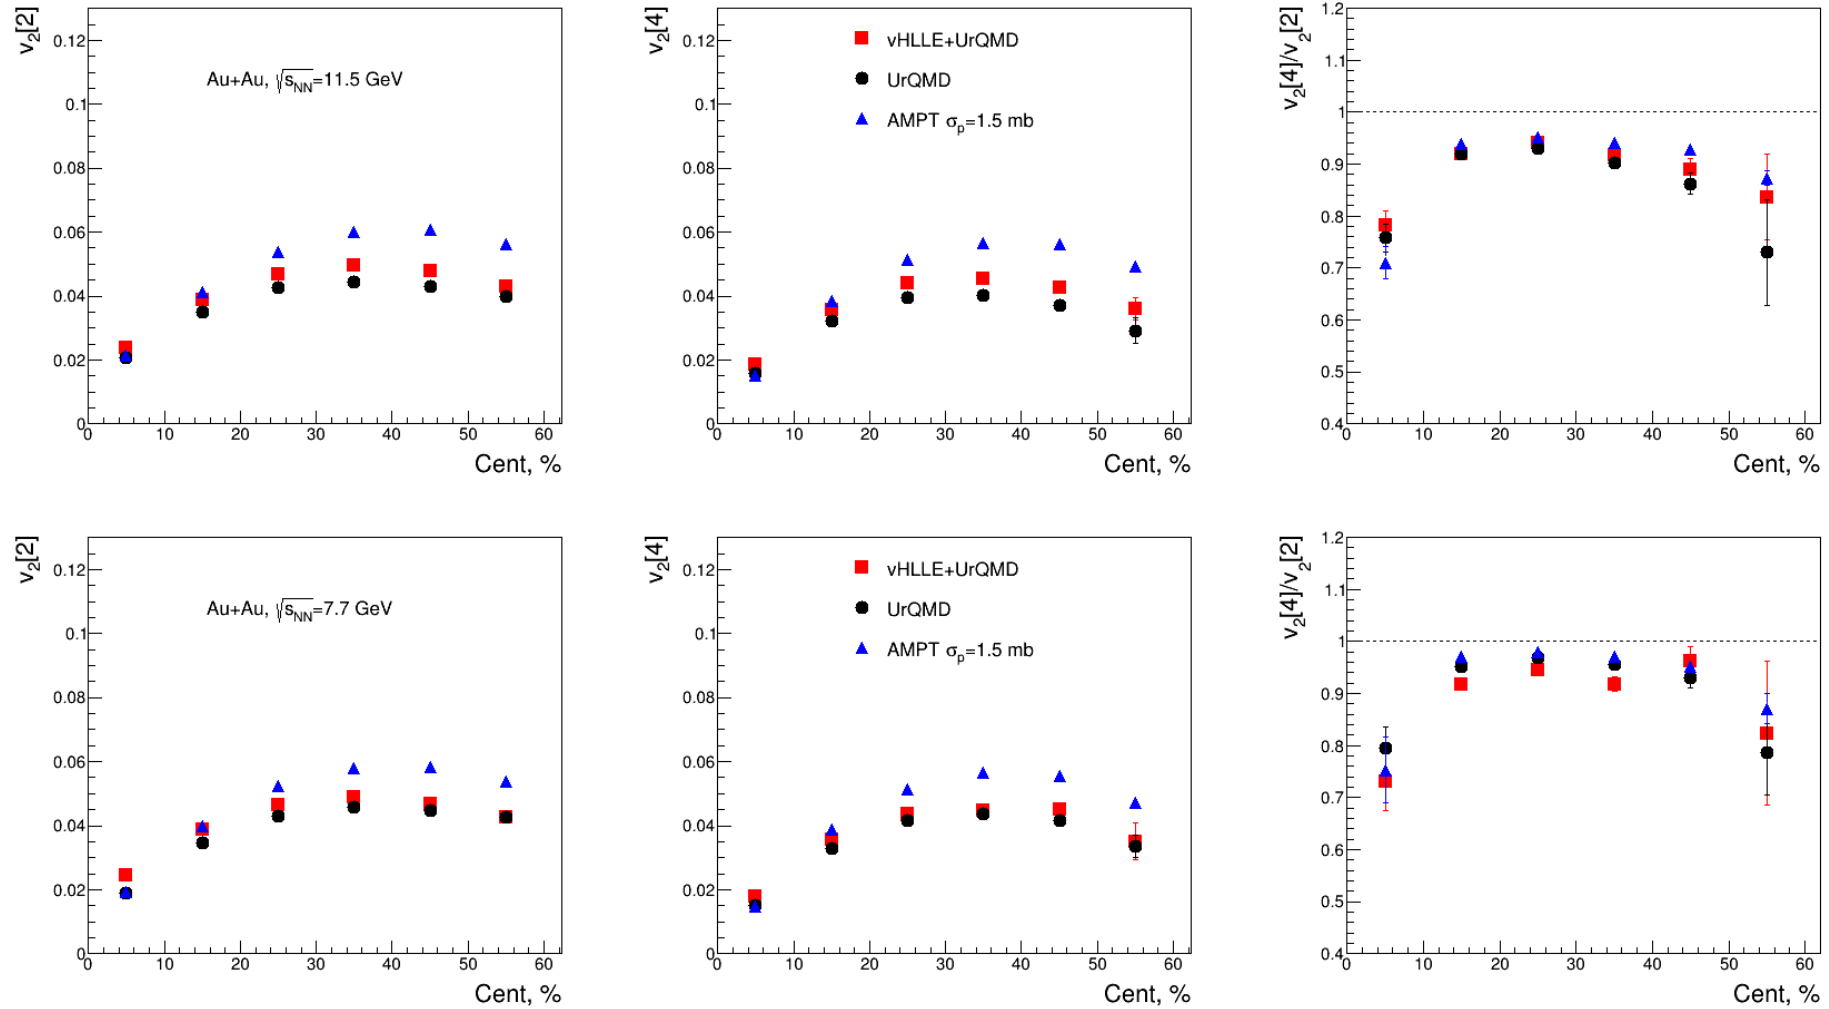 v2[2]
0.12
0.1
0.08
0.06
0.04
0.02
0
Au+Au, √sNN=11.5 GeV
0 10 20 30 40 50 60
Cent, %
v2[4]
0.12
0.1
0.08
0.06
0.04
0.02
0
vHLLE+UrQMD
UrQMD
AMPT σp=1.5 mb
0 10 20 30 40 50 60
Cent, %
v2[4]/v2[2]
1.2
1.1
1
0.9
0.8
0.7
0.6
0.5
0.4
0 10 20 30 40 50 60
Cent, %
v2[2]
0.12
0.1
0.08
0.06
0.04
0.02
0
Au+Au, √sNN=7.7 GeV
0 10 20 30 40 50 60
Cent, %
v2[4]
0.12
0.1
0.08
0.06
0.04
0.02
0
vHLLE+UrQMD
UrQMD
AMPT σp=1.5 mb
0 10 20 30 40 50 60
Cent, %
v2[4]/v2[2]
1.2
1.1
1
0.9
0.8
0.7
0.6
0.5
0.4
0 10 20 30 40 50 60
Cent, %